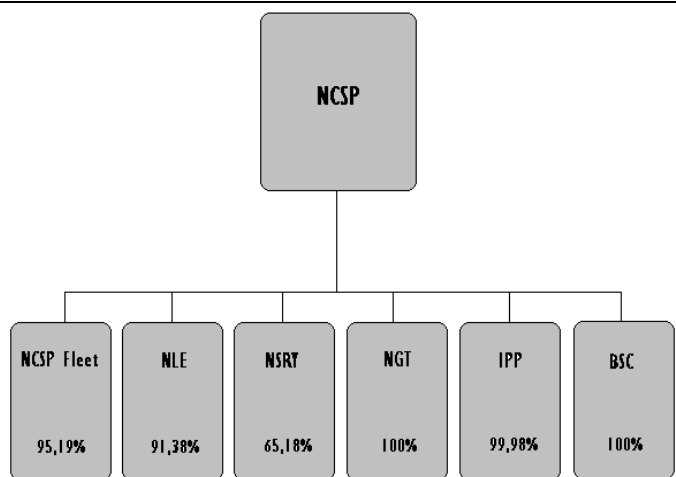 NCSP
NCSP Fleet
95,19%
NLE
91,38%
NSRY
65,18%
NGT
100%
IPP
99,98%
BSC
100%